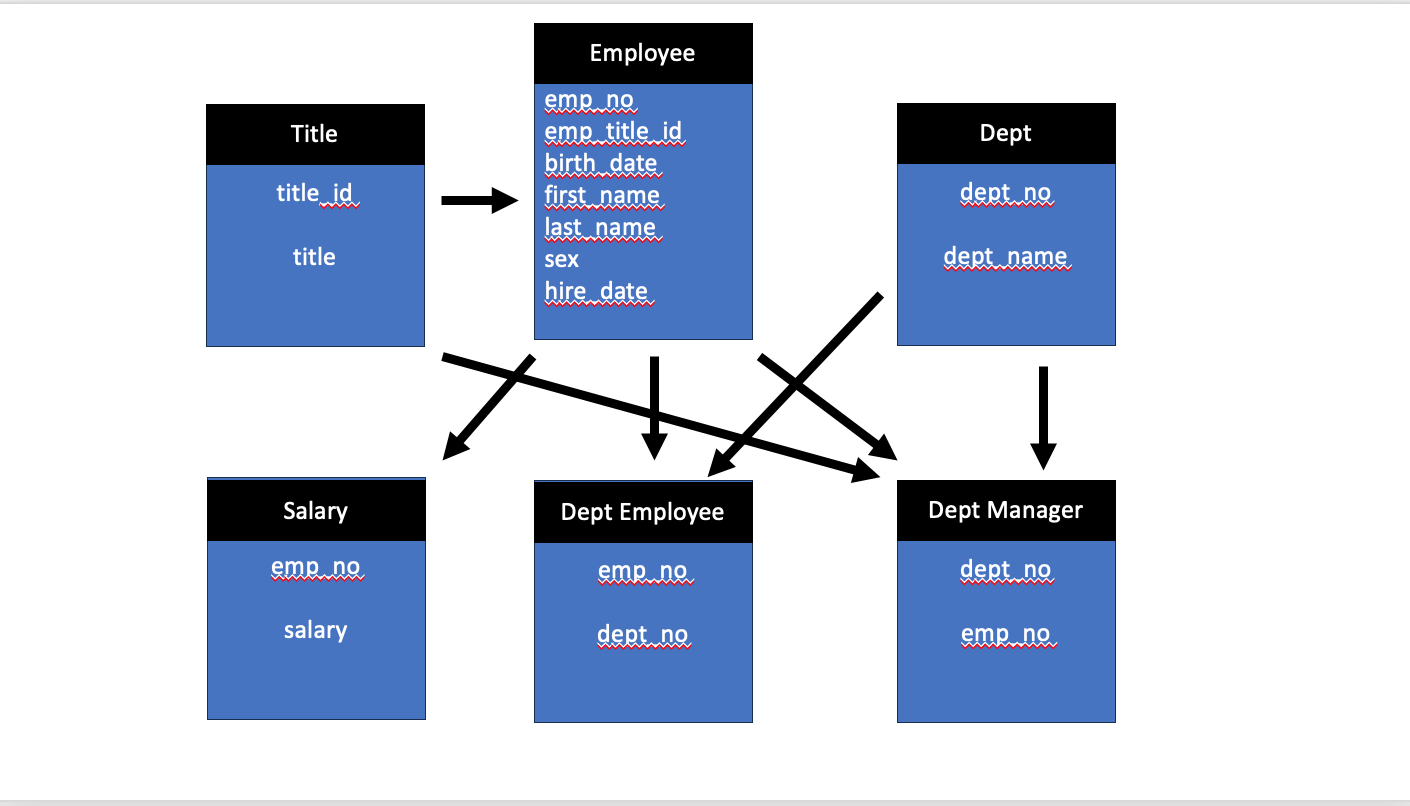 Title
title_id
title
Employee
emp_no
emp_title_id
birth_date
first_name
last_name
sex
hire_date
Dept
dept_no
dept_name
Salary
emp_no
salary
Dept Employee
emp_no
dept_no
Dept Manager
dept_no
emp_no